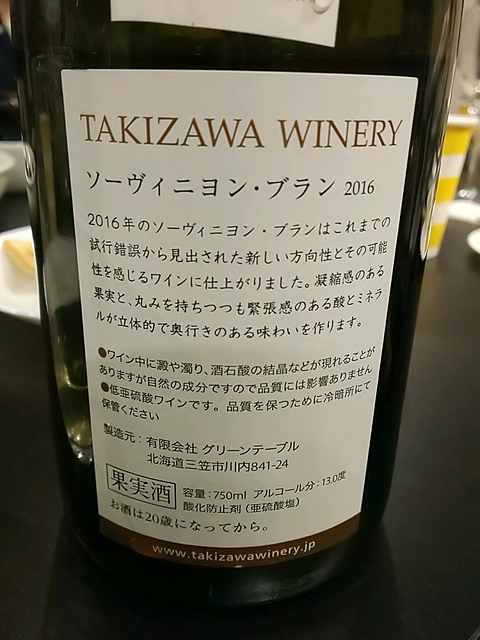 TAKIZAWA WINERY
ソーヴィニヨン・ブラン 2016
2016年のソーヴィニヨン・ブランはこれまでの
試行錯誤から見出された新しい方向性とその可能
性を感じるワインに仕上がりました。凝縮感のある
果実と、丸みを持ちつつも緊張感のある酸とミネラ
ルが立体的で奥行きのある味わいを作ります。
●ワイン中に澱や濁り、酒石酸の結晶などが現れることが
ありますが自然の成分ですので品質には影響ありません
●低亜硫酸ワインです。品質を保つために冷暗所にて
保管ください
製造元：有限会社 グリーンテーブル
北海道三笠市川内841-24
果実酒
容量：750ml アルコール分：13.0度
酸化防止剤（亜硫酸塩）
お酒は20歳になってから。
www.takizawawinery.jp